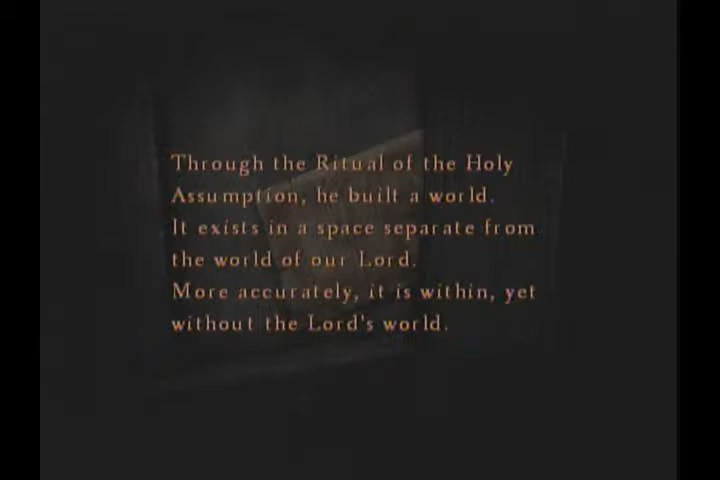 Through the Ritual of the Holy
Assumption, he built a world.
It exists in a space separate from
the world of our Lord.
More accurately, it is within, yet
without the Lord's world.